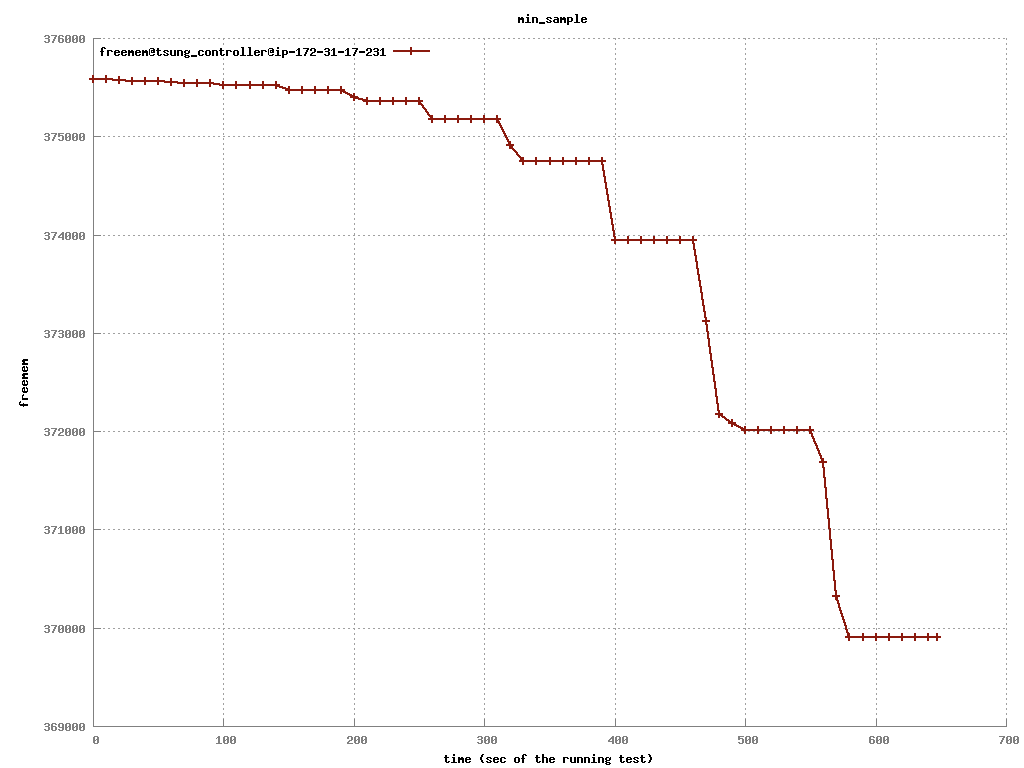 min_sample
freemem@tsung_controller@ip-172-31-17-231
376000
375000
374000
373000
372000
371000
370000
369000
freemem
0 100 200 300 400 500 600 700
time (sec of the running test)